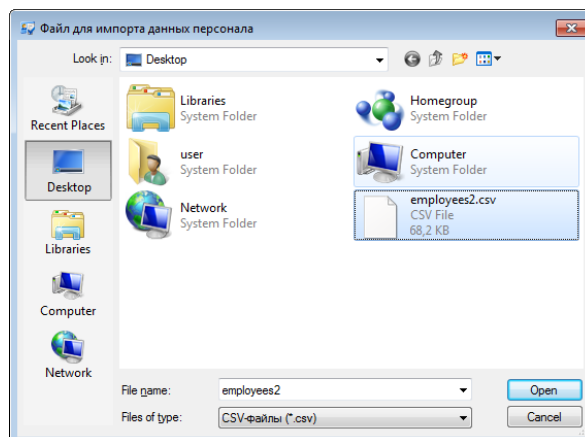 Файл для импорта данных персонала
Look in:
Desktop
Recent Places
Desktop
Libraries
Computer
Network
Libraries
System Folder
Homegroup
System Folder
user
System Folder
Computer
System Folder
Network
System Folder
employees2.csv
CSV File
68,2 KB
File name:
employees2
Open
Files of type:
CSV-файлы (*.csv)
Cancel